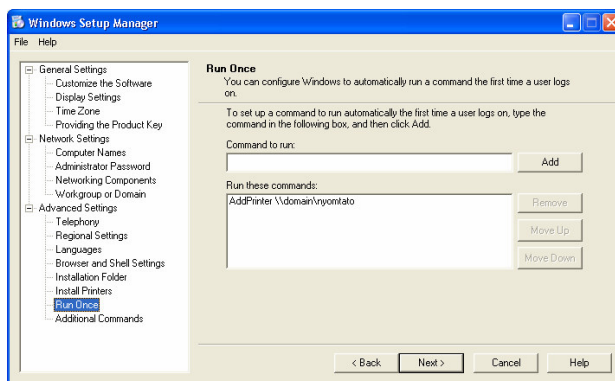 Windows Setup Manager
File Help
General Settings
Customize the Software
Display Settings
Time Zone
Providing the Product Key
Network Settings
Computer Names
Administrator Password
Networking Components
Workgroup or Domain
Advanced Settings
Telephony
Regional Settings
Languages
Browser and Shell Settings
Installation Folder
Install Printers
Run Once
Additional Commands
Run Once
You can configure Windows to automatically run a command the first time a user logs
on.
To set up a command to run automatically the first time a user logs on, type the
command in the following box, and then click Add.
Command to run:
Add
Run these commands:
AddPrinter \\domain\nyomtato
Remove
Move Up
Move Down
< Back Next > Cancel Help